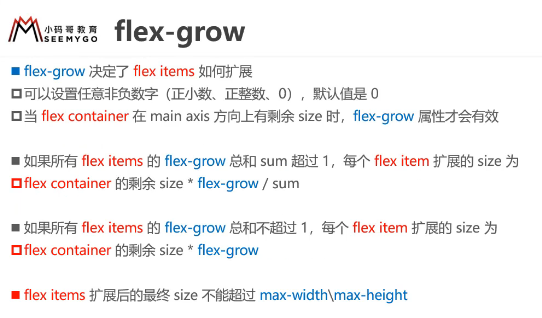 小码哥教育
SEEMYGO
flex-grow
flex-grow 决定了 flex items 如何扩展
可以设置任意非负数字（正小数、正整数、0），默认值是 0
当 flex container 在 main axis 方向上有剩余 size 时，flex-grow 属性才会有效
如果所有 flex items 的 flex-grow 总和 sum 超过 1，每个 flex item 扩展的 size 为
flex container 的剩余 size * flex-grow / sum
如果所有 flex items 的 flex-grow 总和不超过 1，每个 flex item 扩展的 size 为
flex container 的剩余 size * flex-grow
flex items 扩展后的最终 size 不能超过 max-width\max-height